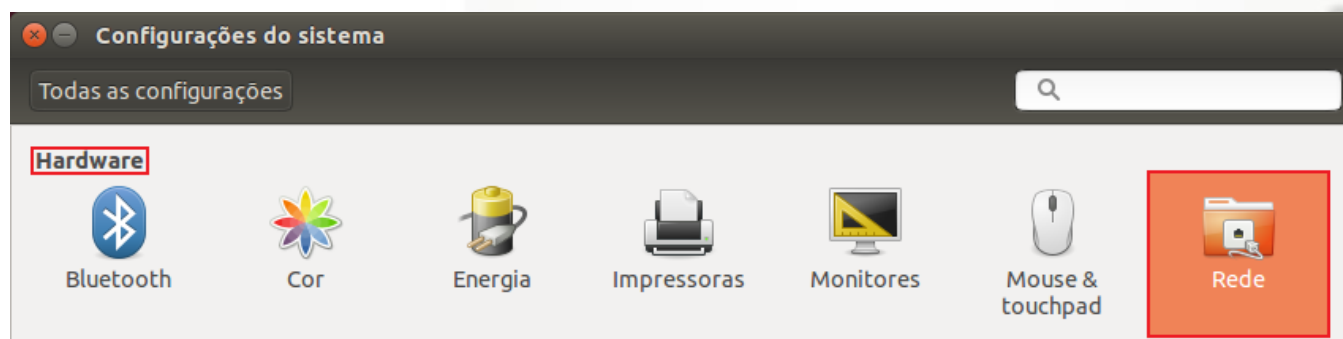 Configurações do sistema
Todas as configurações
Hardware
Bluetooth
Cor
Energia
Impressoras
Monitores
Mouse &
touchpad
Rede